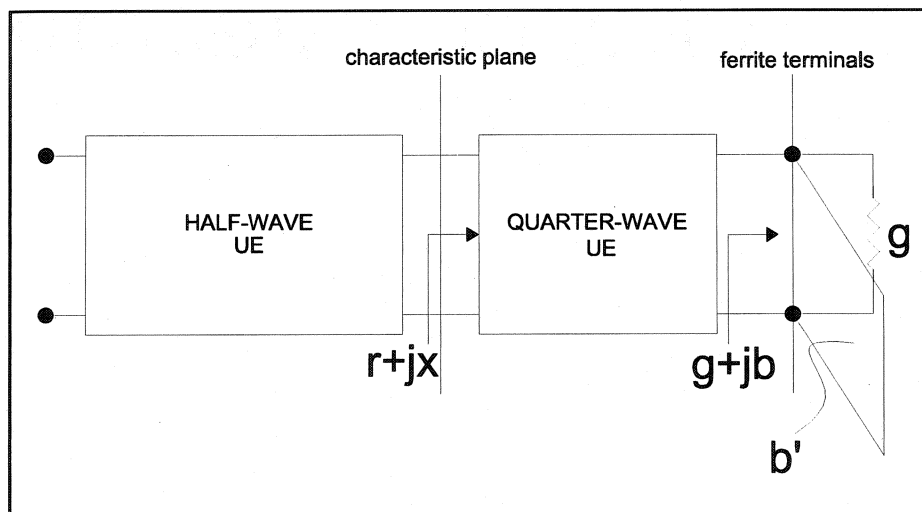 characteristic plane
ferrite terminals
HALF-WAVE
UE
QUARTER-WAVE
UE
g
r+jx
g+jb
b'